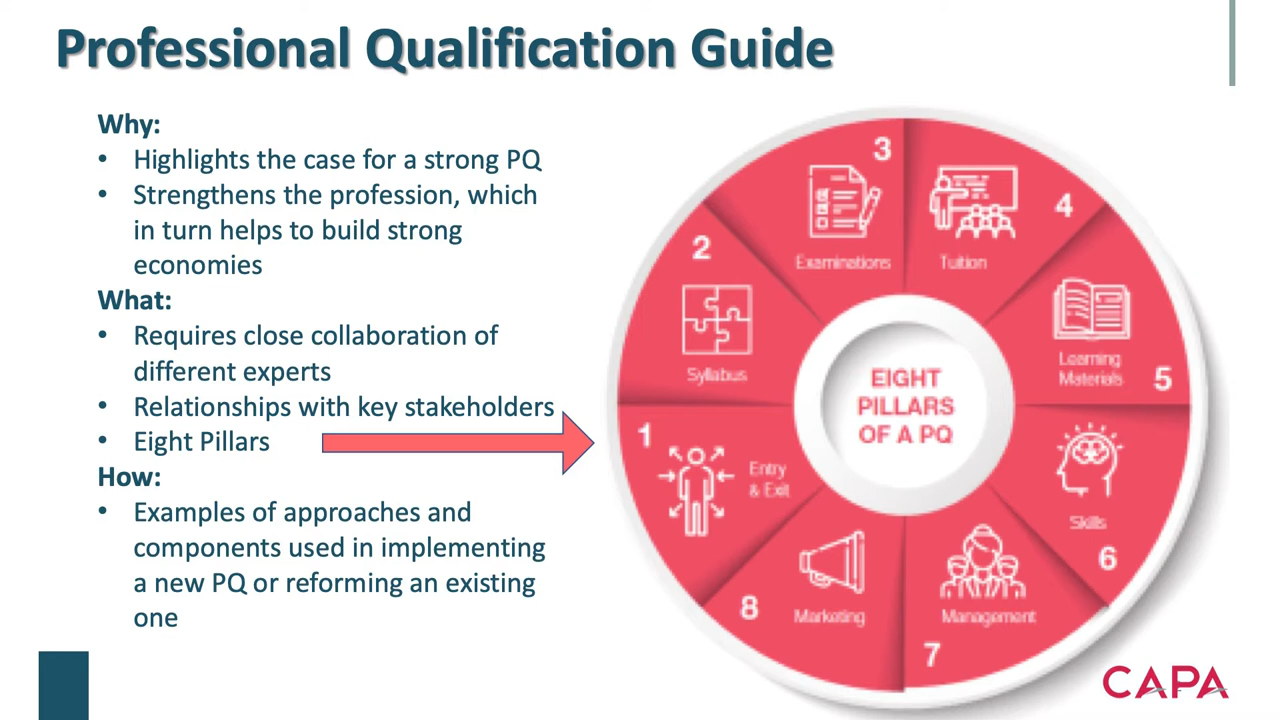 Professional Qualification Guide
Why:
• Highlights the case for a strong PQ
• Strengthens the profession, which
in turn helps to build strong
economies
What:
• Requires close collaboration of
different experts
• Relationships with key stakeholders
• Eight Pillars
How:
• Examples of approaches and
components used in implementing
a new PQ or reforming an existing
one
EIGHT
PILLARS
OF A PQ
1
Entry
& Exit
2
Syllabus
3
Examinations
4
Tuition
5
Learning
Materials
6
Skills
7
Management
8
Marketing
CAPA